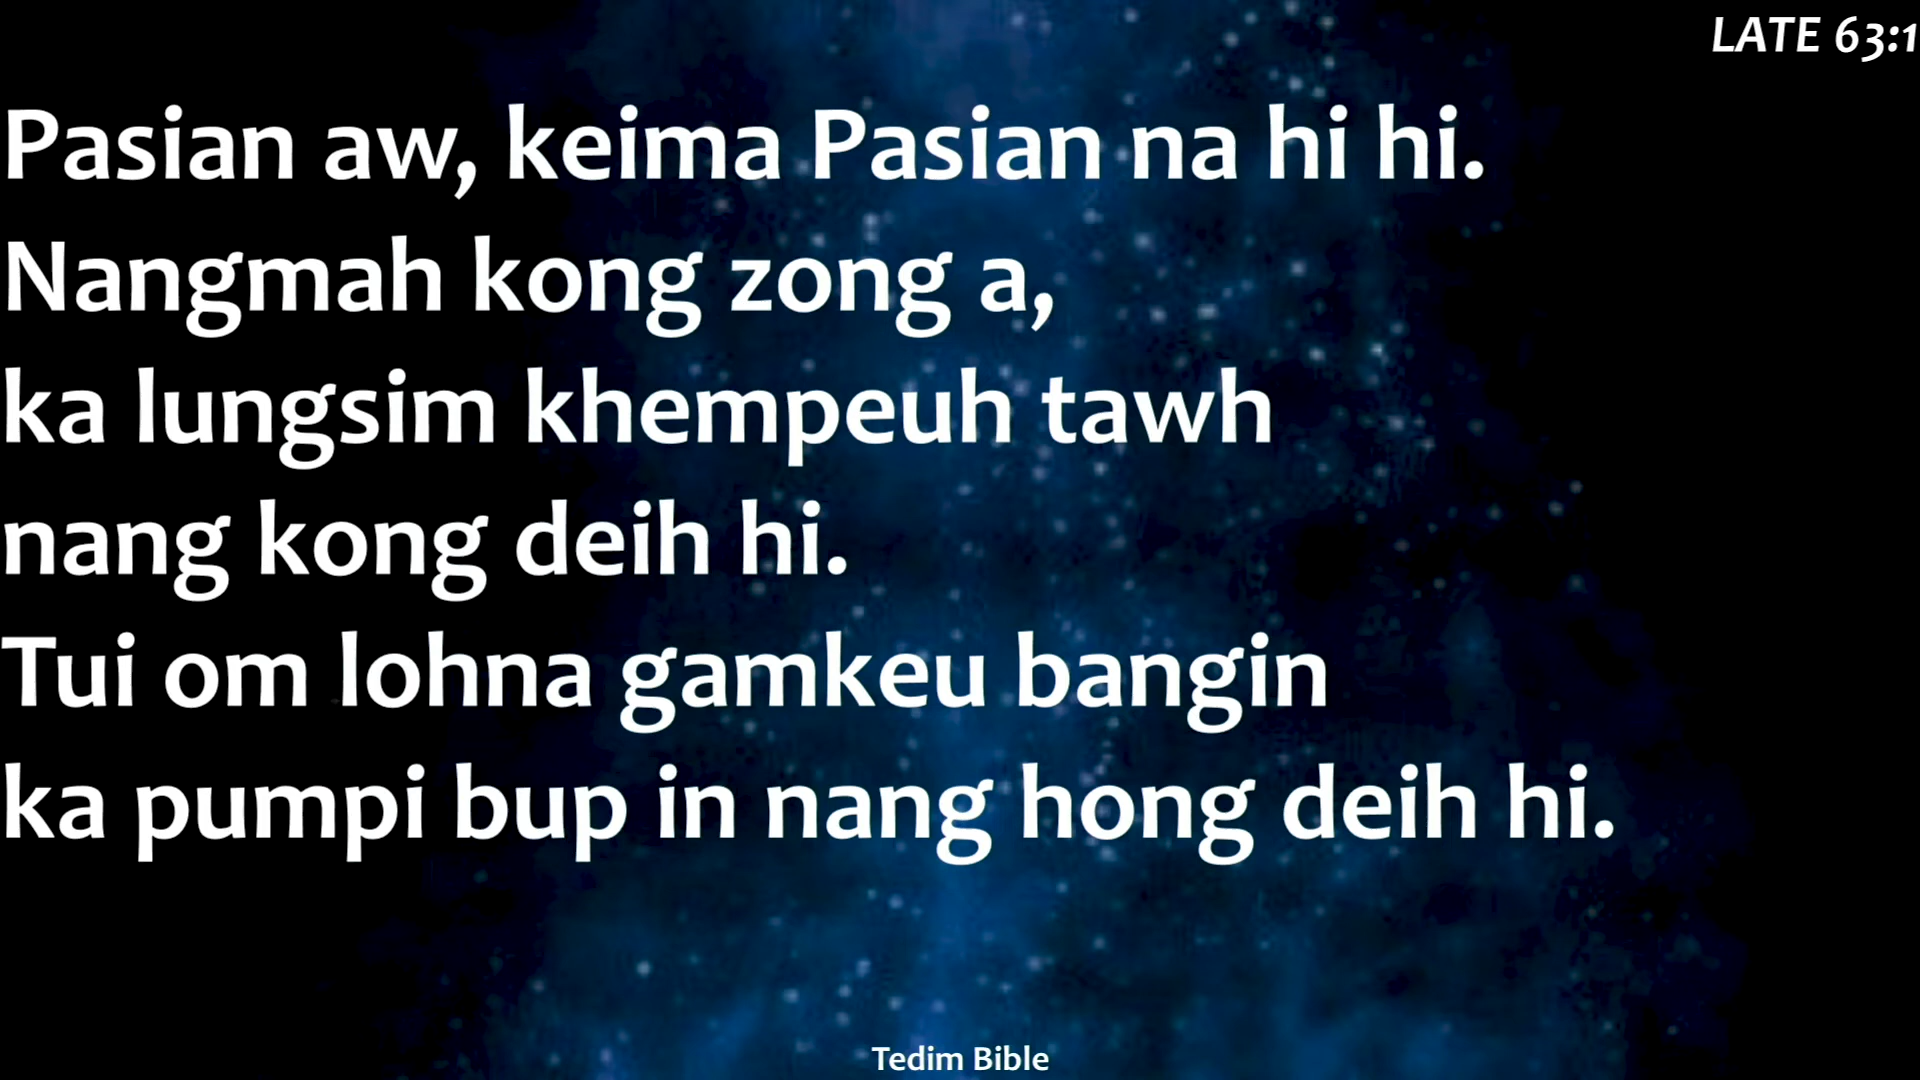 LATE 63:1
Pasian aw, keima Pasian na hi hi.
Nangmah kong zong a,
ka lungsim khempeuh tawh
nang kong deih hi.
Tui om lohna gamkeu bangin
ka pumpi bup in nang hong deih hi.
Tedim Bible